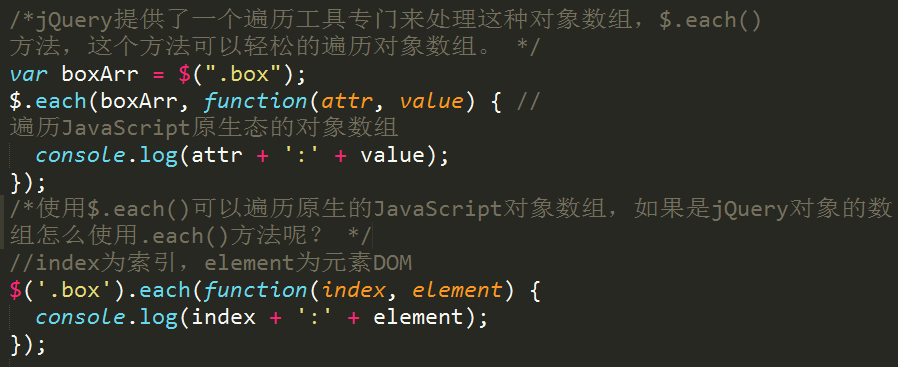 /*jQuery提供了一个遍历工具专门来处理这种对象数组，$.each()
方法，这个方法可以轻松的遍历对象数组。 */
var boxArr = $(".box");
$.each(boxArr, function(attr, value) { //
遍历JavaScript原生态的对象数组
  console.log(attr + ':' + value);
});
/*使用$.each()可以遍历原生的JavaScript对象数组，如果是jQuery对象的数
组怎么使用.each()方法呢？ */
//index为索引，element为元素DOM
$('.box').each(function(index, element) {
  console.log(index + ':' + element);
});